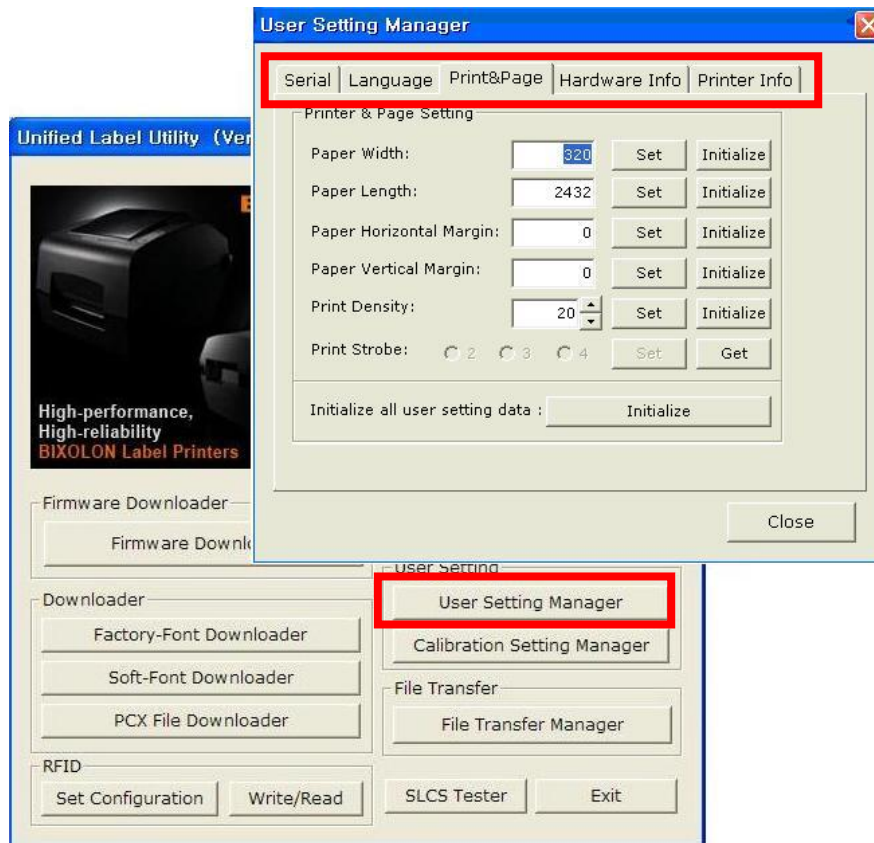 User Setting Manager
Serial Language Print&Page Hardware Info Printer Info
Printer & Page Setting
Paper Width: 320 Set Initialize
Paper Length: 2432 Set Initialize
Paper Horizontal Margin: 0 Set Initialize
Paper Vertical Margin: 0 Set Initialize
Print Density: 20 Set Initialize
Print Strobe: 2 3 4 Set Get
Initialize all user setting data : Initialize
Close
Unified Label Utility (Ver
High-performance,
High-reliability
BIXOLON Label Printers
Firmware Downloader
Firmware Downl
Downloader
Factory-Font Downloader
Soft-Font Downloader
PCX File Downloader
RFID
Set Configuration Write/Read
User Setting
User Setting Manager
Calibration Setting Manager
File Transfer
File Transfer Manager
SLCS Tester Exit